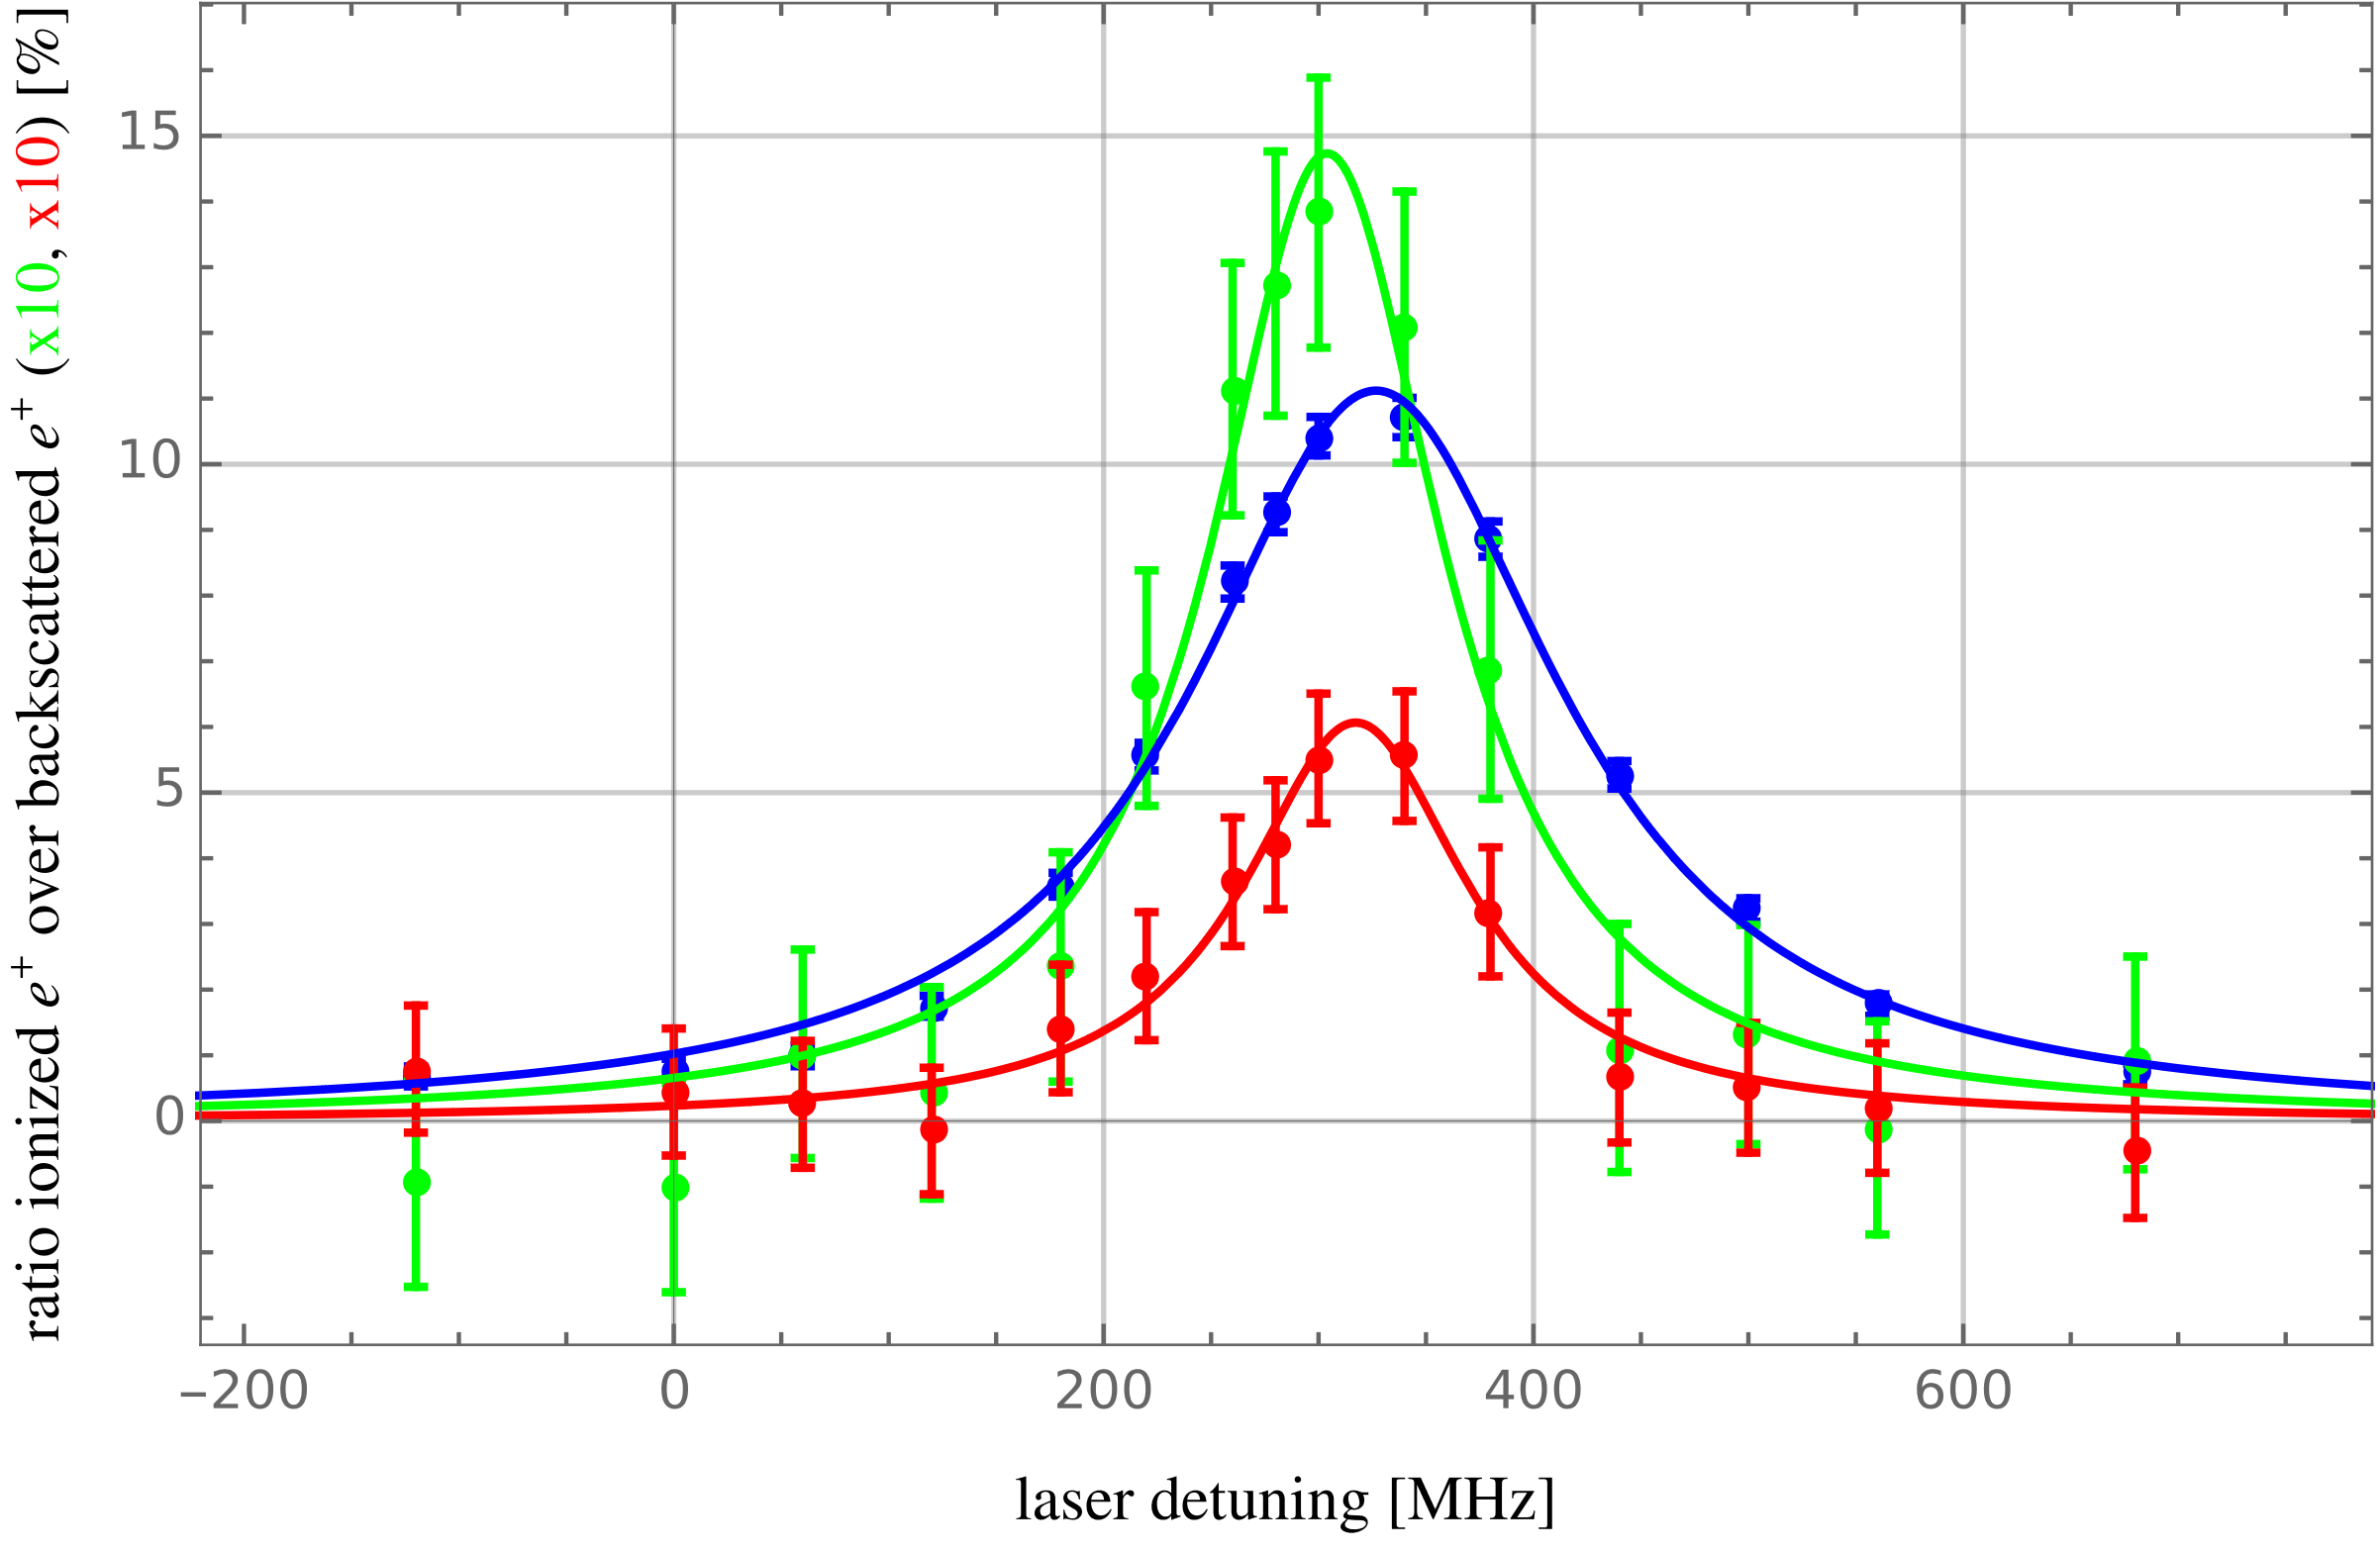 ratio ionized e+ over backscattered e+ (x10, x10) [%]
15
10
5
0
−200 0 200 400 600
laser detuning [MHz]